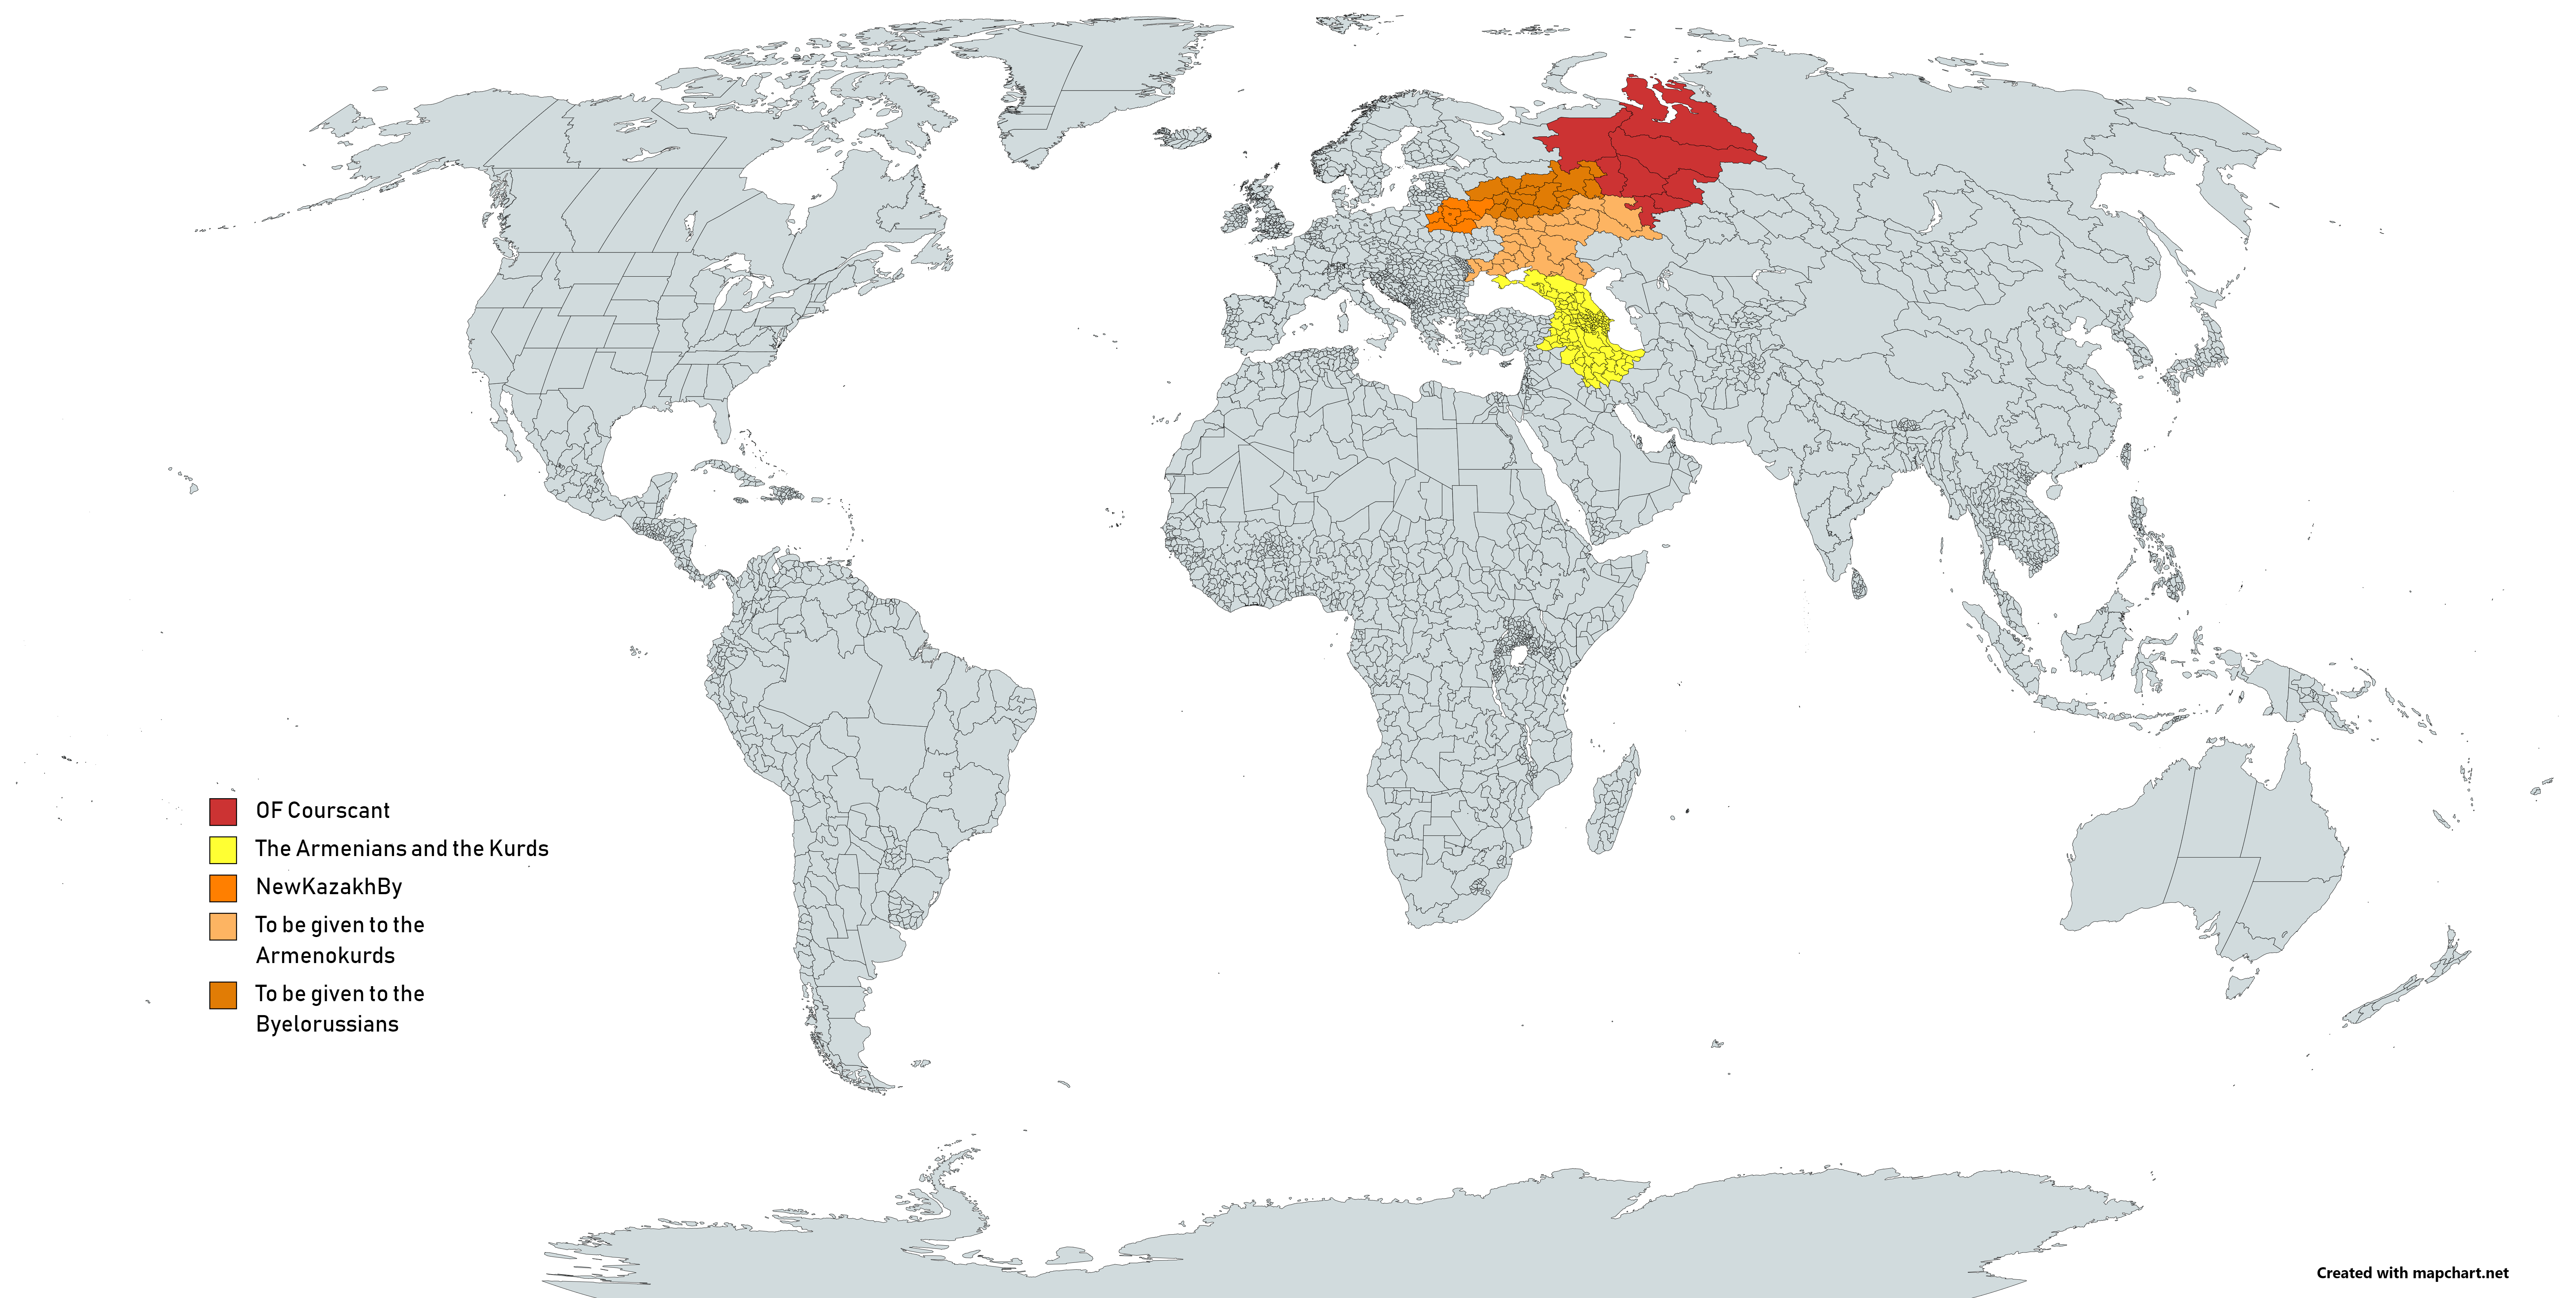 OF Courscant
The Armenians and the Kurds
NewKazakhBy
To be given to the
Armenokurds
To be given to the
Byelorussians
Created with mapchart.net